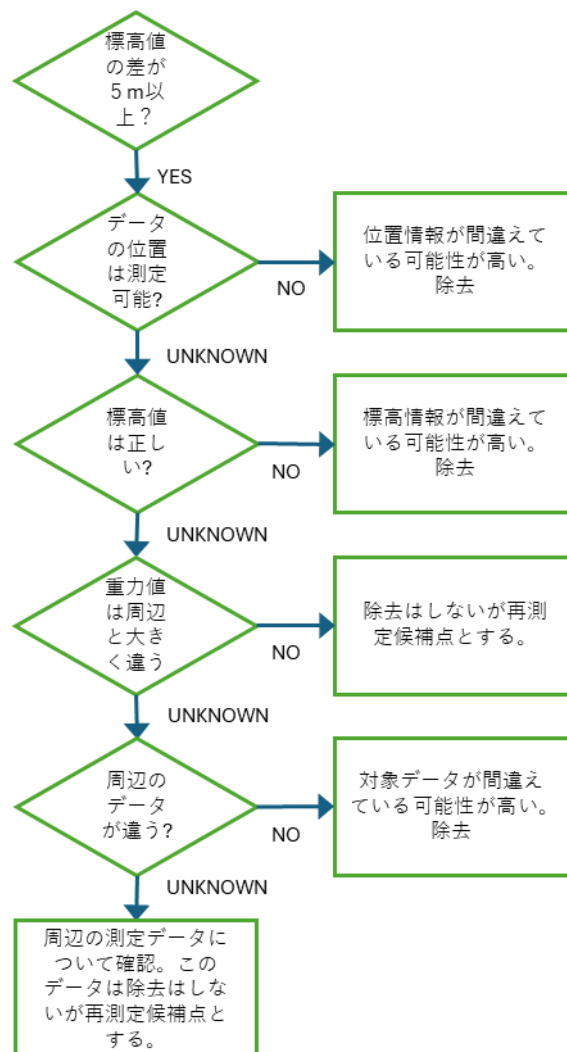 標高値
の差が
５m以
上？
YES
データ
の位置
は測定
可能?
NO
位置情報が間違えて
いる可能性が高い。
除去
UNKNOWN
標高値
は正し
い?
NO
標高情報が間違えて
いる可能性が高い。
除去
UNKNOWN
重力値
は周辺
と大き
く違う
NO
除去はしないが再測
定候補点とする。
UNKNOWN
周辺の
データ
が違う?
NO
対象データが間違え
ている可能性が高い。
除去
UNKNOWN
周辺の測定データに
ついて確認。この
データは除去はしな
いが再測定候補点と
する。